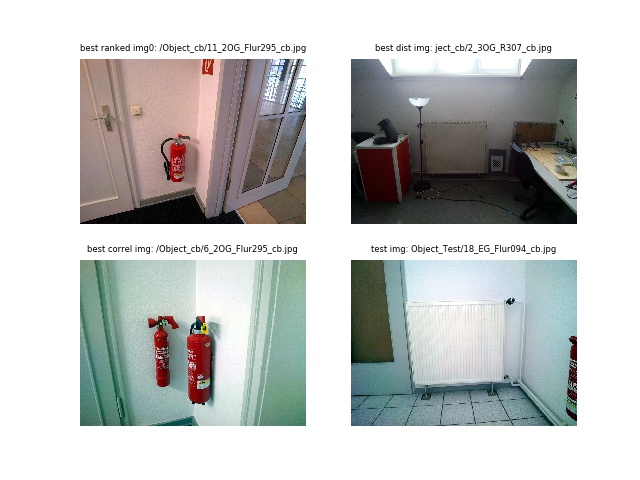 best ranked img0: /Object_cb/11_2OG_Flur295_cb.jpg
best dist img: ject_cb/2_3OG_R307_cb.jpg
best correl img: /Object_cb/6_2OG_Flur295_cb.jpg
test img: Object_Test/18_EG_Flur094_cb.jpg